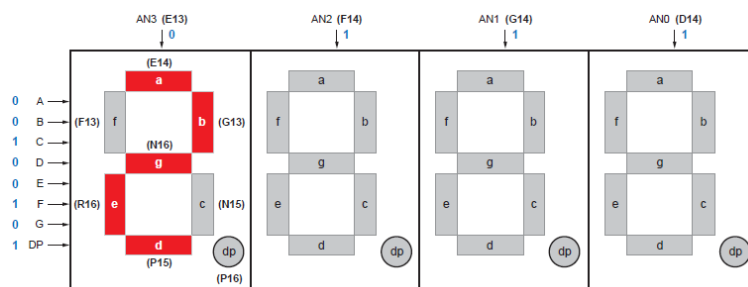 AN3 (E13) AN2 (F14) AN1 (G14) AN0 (D14)
0 1 1 1
(E14)
a a a a
0 A
0 B (F13) f b (G13) f b f b f b
1 C
(N16)
0 D g g g g
0 E
1 F (R16) e c (N15) e c e c e c
0 G
1 DP d dp d dp d dp d dp
(P15) (P16)